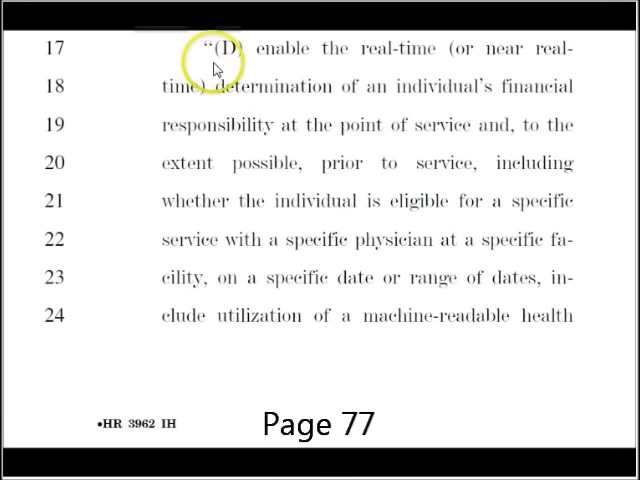 17 “(D) enable the real-time (or near real-
18 time) determination of an individual’s financial
19 responsibility at the point of service and, to the
20 extent possible, prior to service, including
21 whether the individual is eligible for a specific
22 service with a specific physician at a specific fa-
23 cility, on a specific date or range of dates, in-
24 clude utilization of a machine-readable health
•HR 3962 IH
Page 77